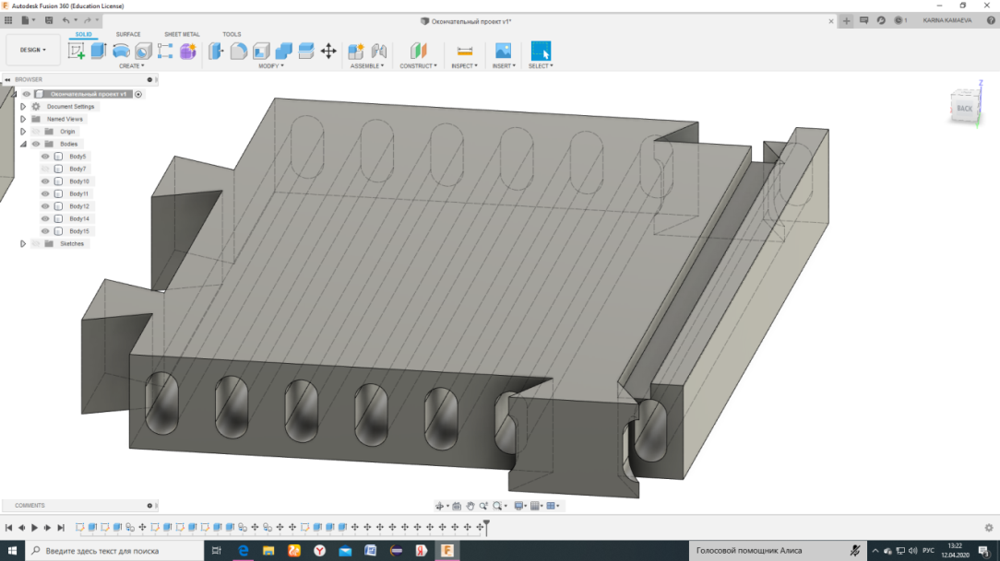 Autodesk Fusion 360 (Education License)
Окончательный проект v1*
1
KARINA KAMAEVA
DESIGN
SOLID SURFACE SHEET METAL TOOLS
CREATE MODIFY ASSEMBLE CONSTRUCT INSPECT INSERT SELECT
BROWSER
Окончательный проект v1
Document Settings
Named Views
Origin
Bodies
Body5
Body7
Body10
Body11
Body12
Body14
Body15
Sketches
Z
BACK
COMMENTS
Введите здесь текст для поиска
Голосовой помощник Алиса
РУС
13:22
12.04.2020